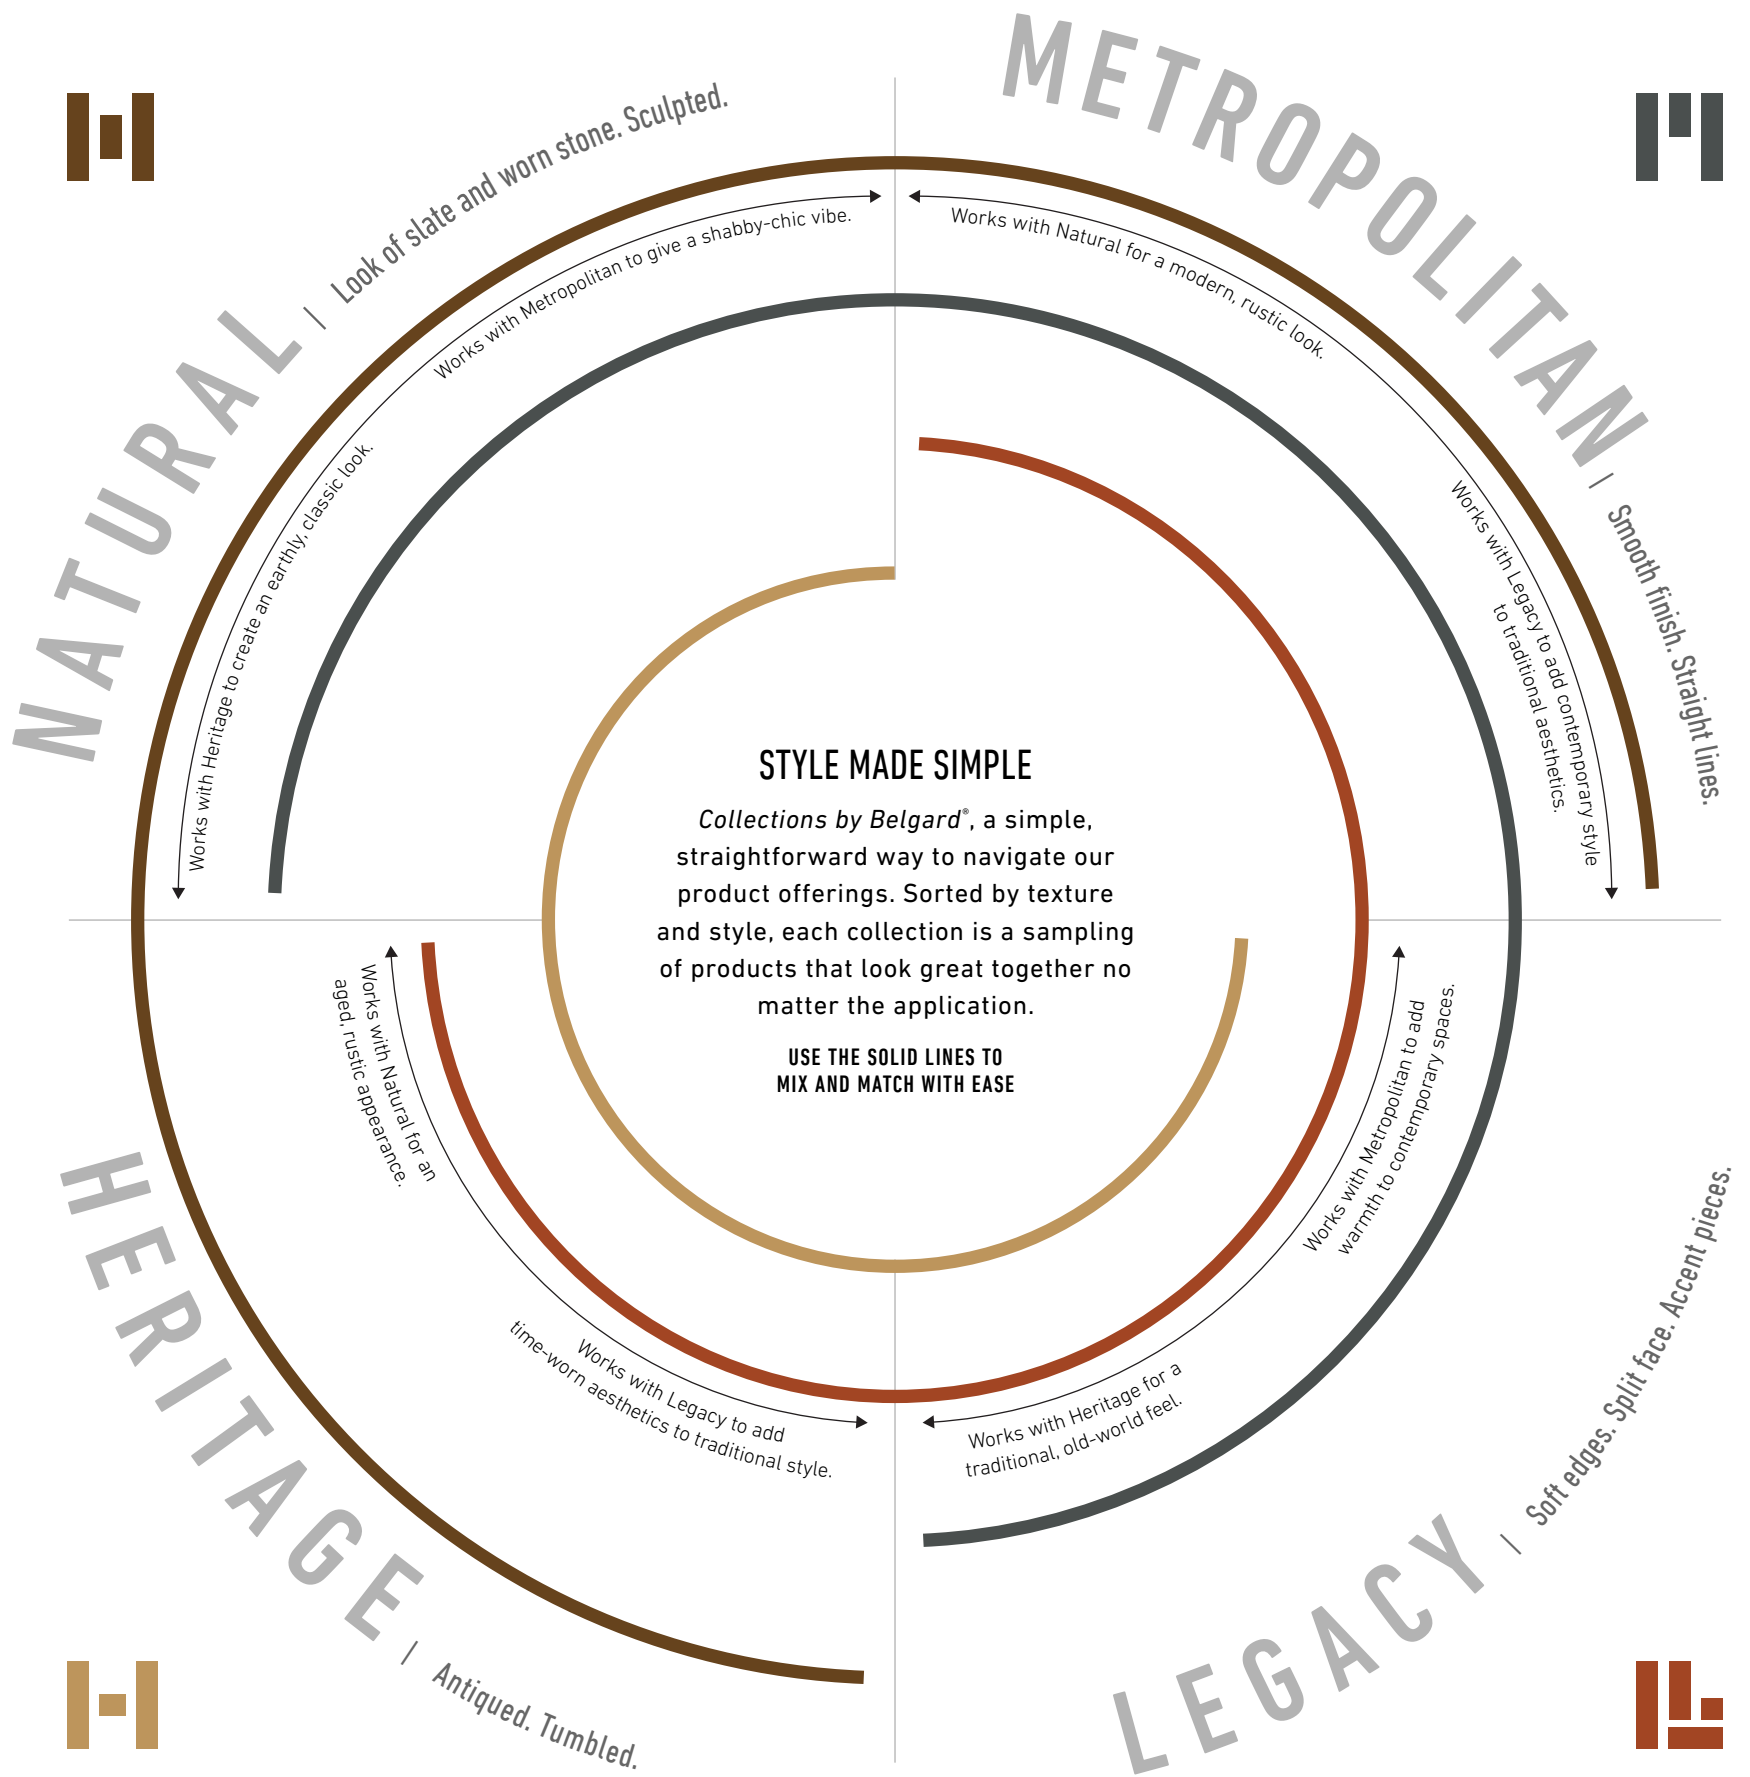 NATURAL | Look of slate and worn stone. Sculpted.
Works with Heritage to create an earthly, classic look.
Works with Metropolitan to give a shabby-chic vibe.
METROPOLITAN | Smooth finish. Straight lines.
Works with Natural for a modern, rustic look.
Works with Legacy to add contemporary style
to traditional aesthetics.
STYLE MADE SIMPLE
Collections by Belgard®, a simple,
straightforward way to navigate our
product offerings. Sorted by texture
and style, each collection is a sampling
of products that look great together no
matter the application.
USE THE SOLID LINES TO
MIX AND MATCH WITH EASE
HERITAGE | Antiqued. Tumbled.
Works with Natural for an
aged, rustic appearance.
Works with Legacy to add
time-worn aesthetics to traditional style.
LEGACY | Soft edges. Split face. Accent pieces.
Works with Heritage for a
traditional, old-world feel.
Works with Metropolitan to add
warmth to contemporary spaces.